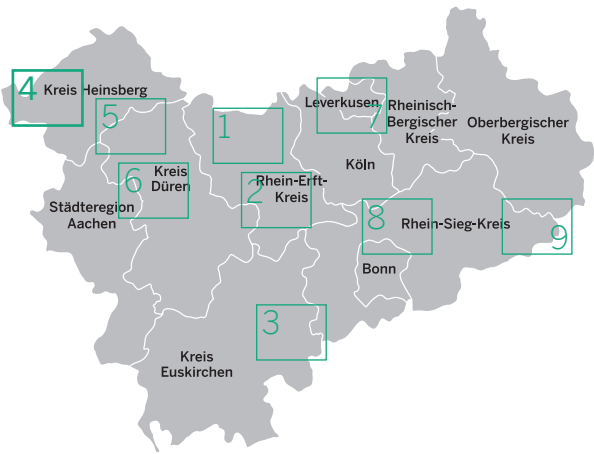 4
Kreis Heinsberg
5
1
Leverkusen
7
Rheinisch-
Bergischer
Kreis
Oberbergischer
Kreis
Köln
6
Kreis
Düren
2
Rhein-Erft-
Kreis
Städteregion
Aachen
8
Rhein-Sieg-Kreis
9
Bonn
3
Kreis
Euskirchen